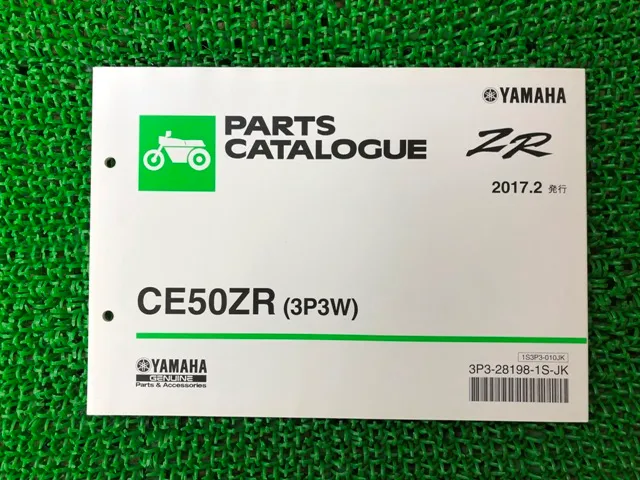 YAMAHA
PARTS
CATALOGUE
ZR
2017.2 発行
CE50ZR (3P3W)
YAMAHA
GENUINE
Parts & Accessories
1S3P3-010JK
3P3-28198-1S-JK